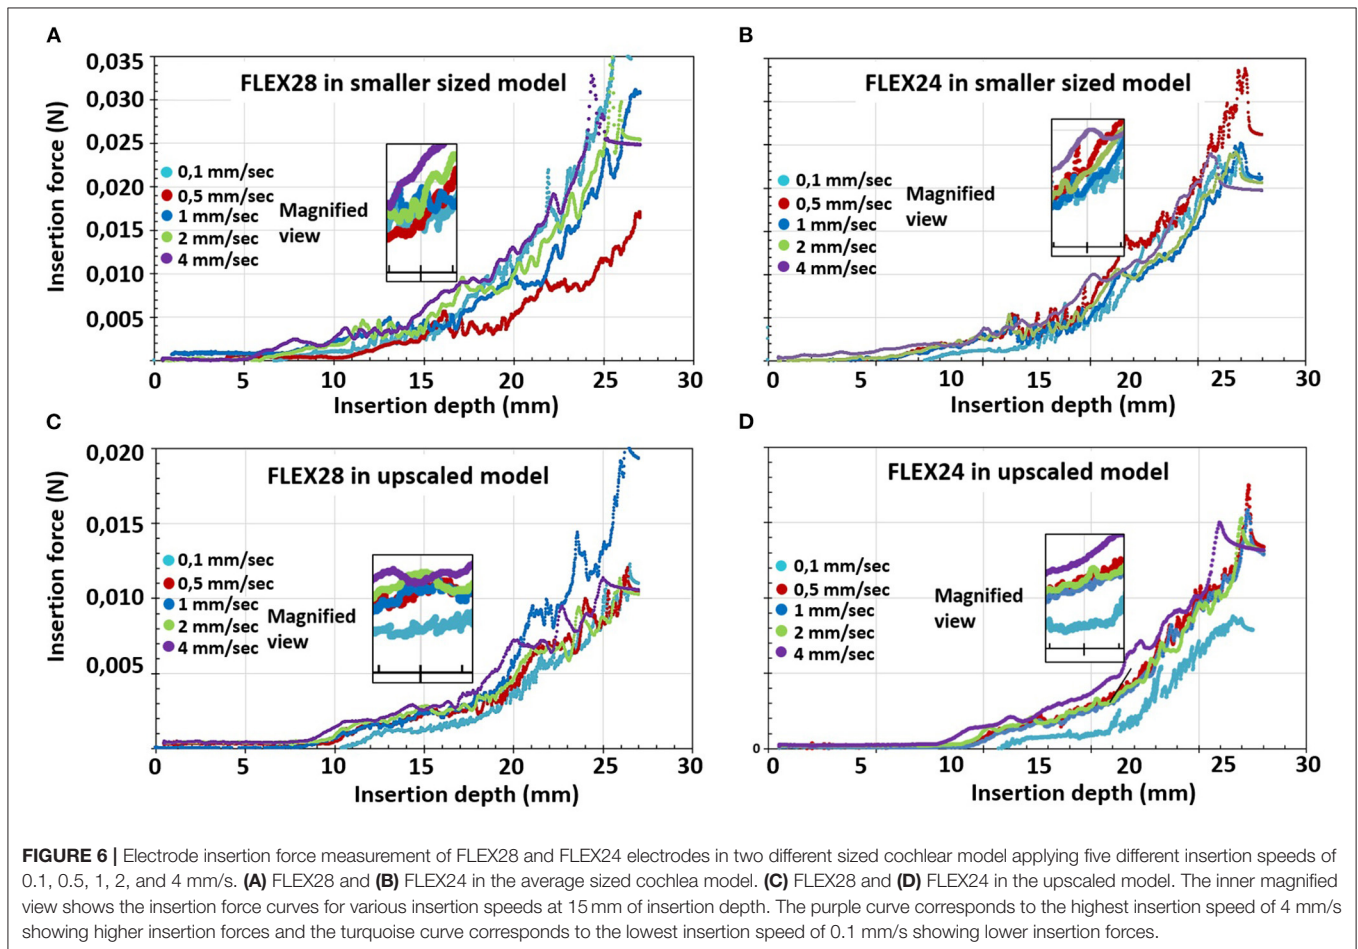 A
0,035
0,030
0,025
0,020
0,015
0,010
0,005
Insertion force (N)
FLEX28 in smaller sized model
0,1 mm/sec
0,5 mm/sec
1 mm/sec
2 mm/sec
4 mm/sec
Magnified
view
0 5 10 15 20 25 30
Insertion depth (mm)
B
FLEX24 in smaller sized model
0,1 mm/sec
0,5 mm/sec
1 mm/sec
2 mm/sec
4 mm/sec
Magnified
view
0 5 10 15 20 25 30
Insertion depth (mm)
C
0,020
0,015
0,010
0,005
Insertion force (N)
FLEX28 in upscaled model
0,1 mm/sec
0,5 mm/sec
1 mm/sec
2 mm/sec
4 mm/sec
Magnified
view
0 5 10 15 20 25 30
Insertion depth (mm)
D
FLEX24 in upscaled model
0,1 mm/sec
0,5 mm/sec
1 mm/sec
2 mm/sec
4 mm/sec
Magnified
view
0
0 5 10 15 20 25 30
Insertion depth (mm)
FIGURE 6 | Electrode insertion force measurement of FLEX28 and FLEX24 electrodes in two different sized cochlear model applying five different insertion speeds of
0.1, 0.5, 1, 2, and 4 mm/s. (A) FLEX28 and (B) FLEX24 in the average sized cochlea model. (C) FLEX28 and (D) FLEX24 in the upscaled model. The inner magnified
view shows the insertion force curves for various insertion speeds at 15 mm of insertion depth. The purple curve corresponds to the highest insertion speed of 4 mm/s
showing higher insertion forces and the turquoise curve corresponds to the lowest insertion speed of 0.1 mm/s showing lower insertion forces.